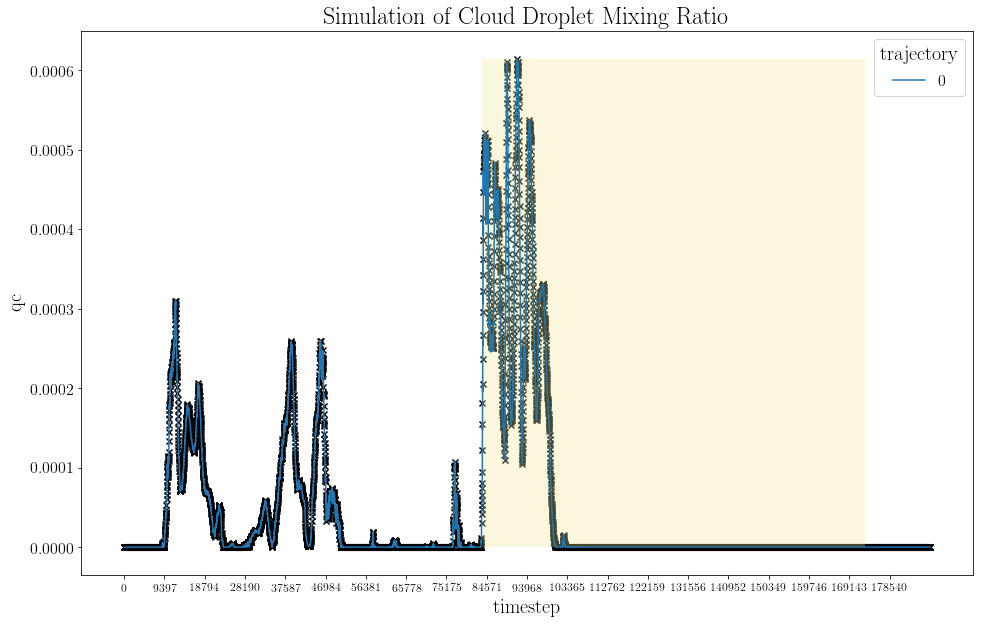 Simulation of Cloud Droplet Mixing Ratio
trajectory
0
0.0006
0.0005
0.0004
0.0003
0.0002
0.0001
0.0000
qc
0 9397 18794 28190 37587 46984 56381 65778 75175 84571 93968 103365 112762 122159 131556 140952 150349 159746 169143 178540
timestep